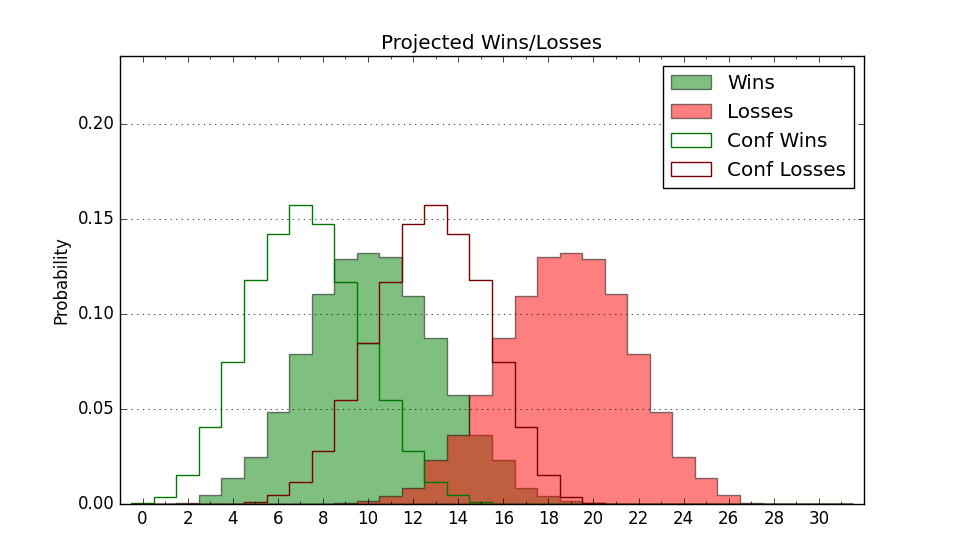 Projected Wins/Losses
Wins
Losses
Conf Wins
Conf Losses
Probability
0.20
0.15
0.10
0.05
0.00
0 2 4 6 8 10 12 14 16 18 20 22 24 26 28 30